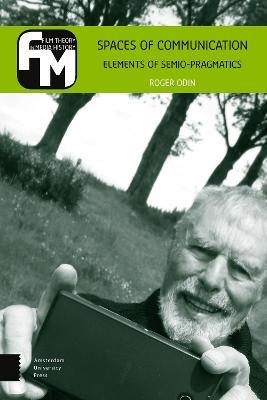 FILM THEORY
IN MEDIA HISTORY
FM
SPACES OF COMMUNICATION
ELEMENTS OF SEMIO-PRAGMATICS
ROGER ODIN
Amsterdam
University
Press